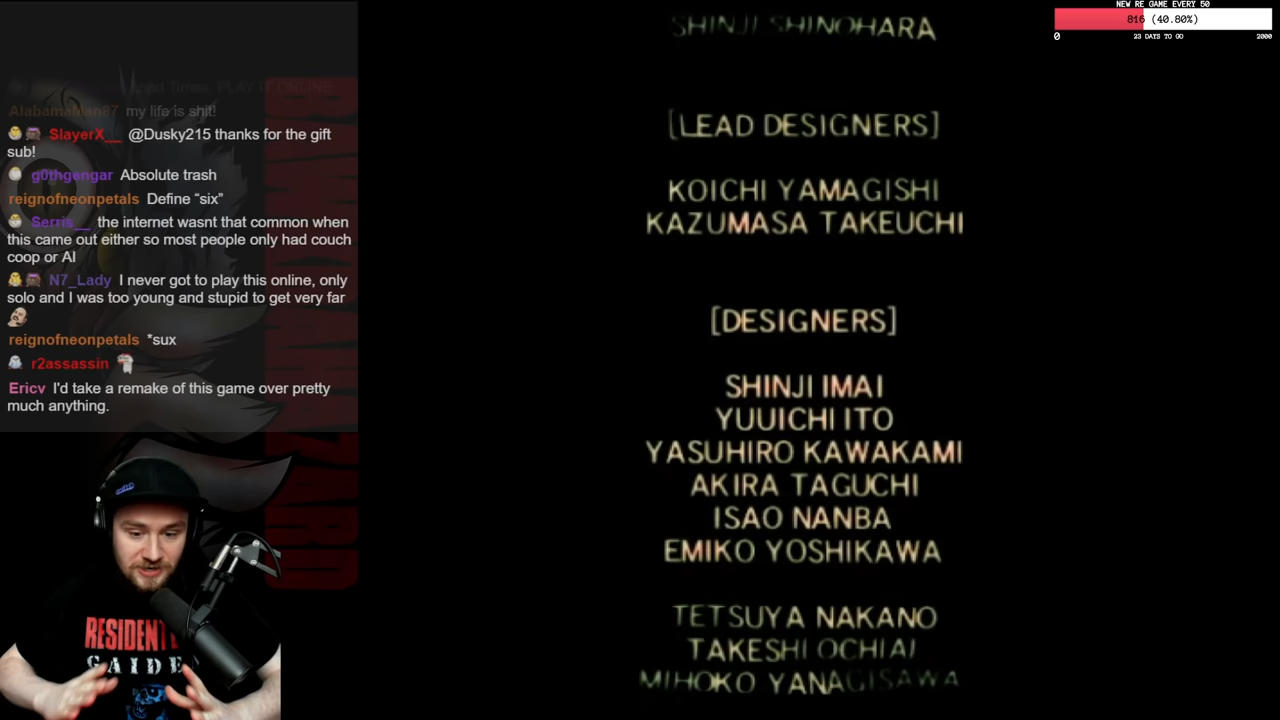 NEW RE GAME EVERY 50
816 (40.80%)
0
23 DAYS TO GO
2000
PLAY IT ONLINE
AlabamaMan87 my life is shit!
SlayerX__ @Dusky215 thanks for the gift
sub!
g0thgengar Absolute trash
reignofneonpetals Define “six”
Serris__ the internet wasnt that common when
this came out either so most people only had couch
coop or AI
N7_Lady I never got to play this online, only
solo and I was too young and stupid to get very far
reignofneonpetals *sux
r2assassin
Ericv I'd take a remake of this game over pretty
much anything.
RESIDENT
GAIDEN
SHINJI SHINOHARA
[LEAD DESIGNERS]
KOICHI YAMAGISHI
KAZUMASA TAKEUCHI
[DESIGNERS]
SHINJI IMAI
YUUICHI ITO
YASUHIRO KAWAKAMI
AKIRA TAGUCHI
ISAO NANBA
EMIKO YOSHIKAWA
TETSUYA NAKANO
TAKESHI OCHIAI
MIHOKO YANAGISAWA